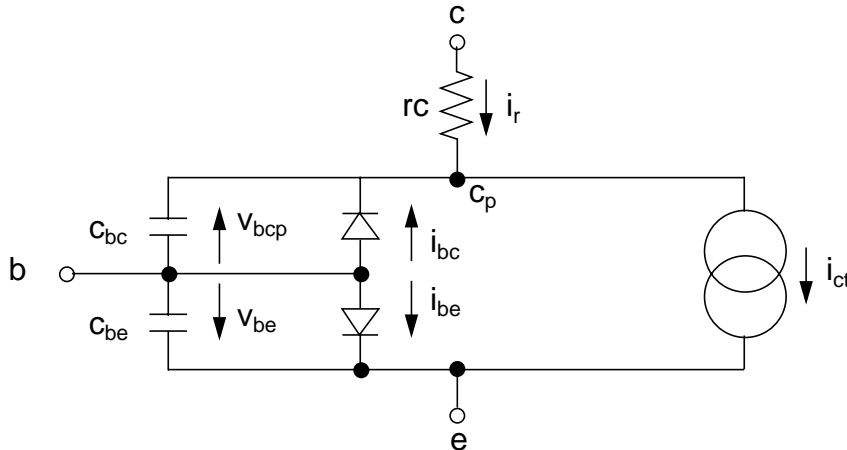 c
rc
i_r
c_p
c_bc
v_bcp
i_bc
b
i_ct
c_be
v_be
i_be
e